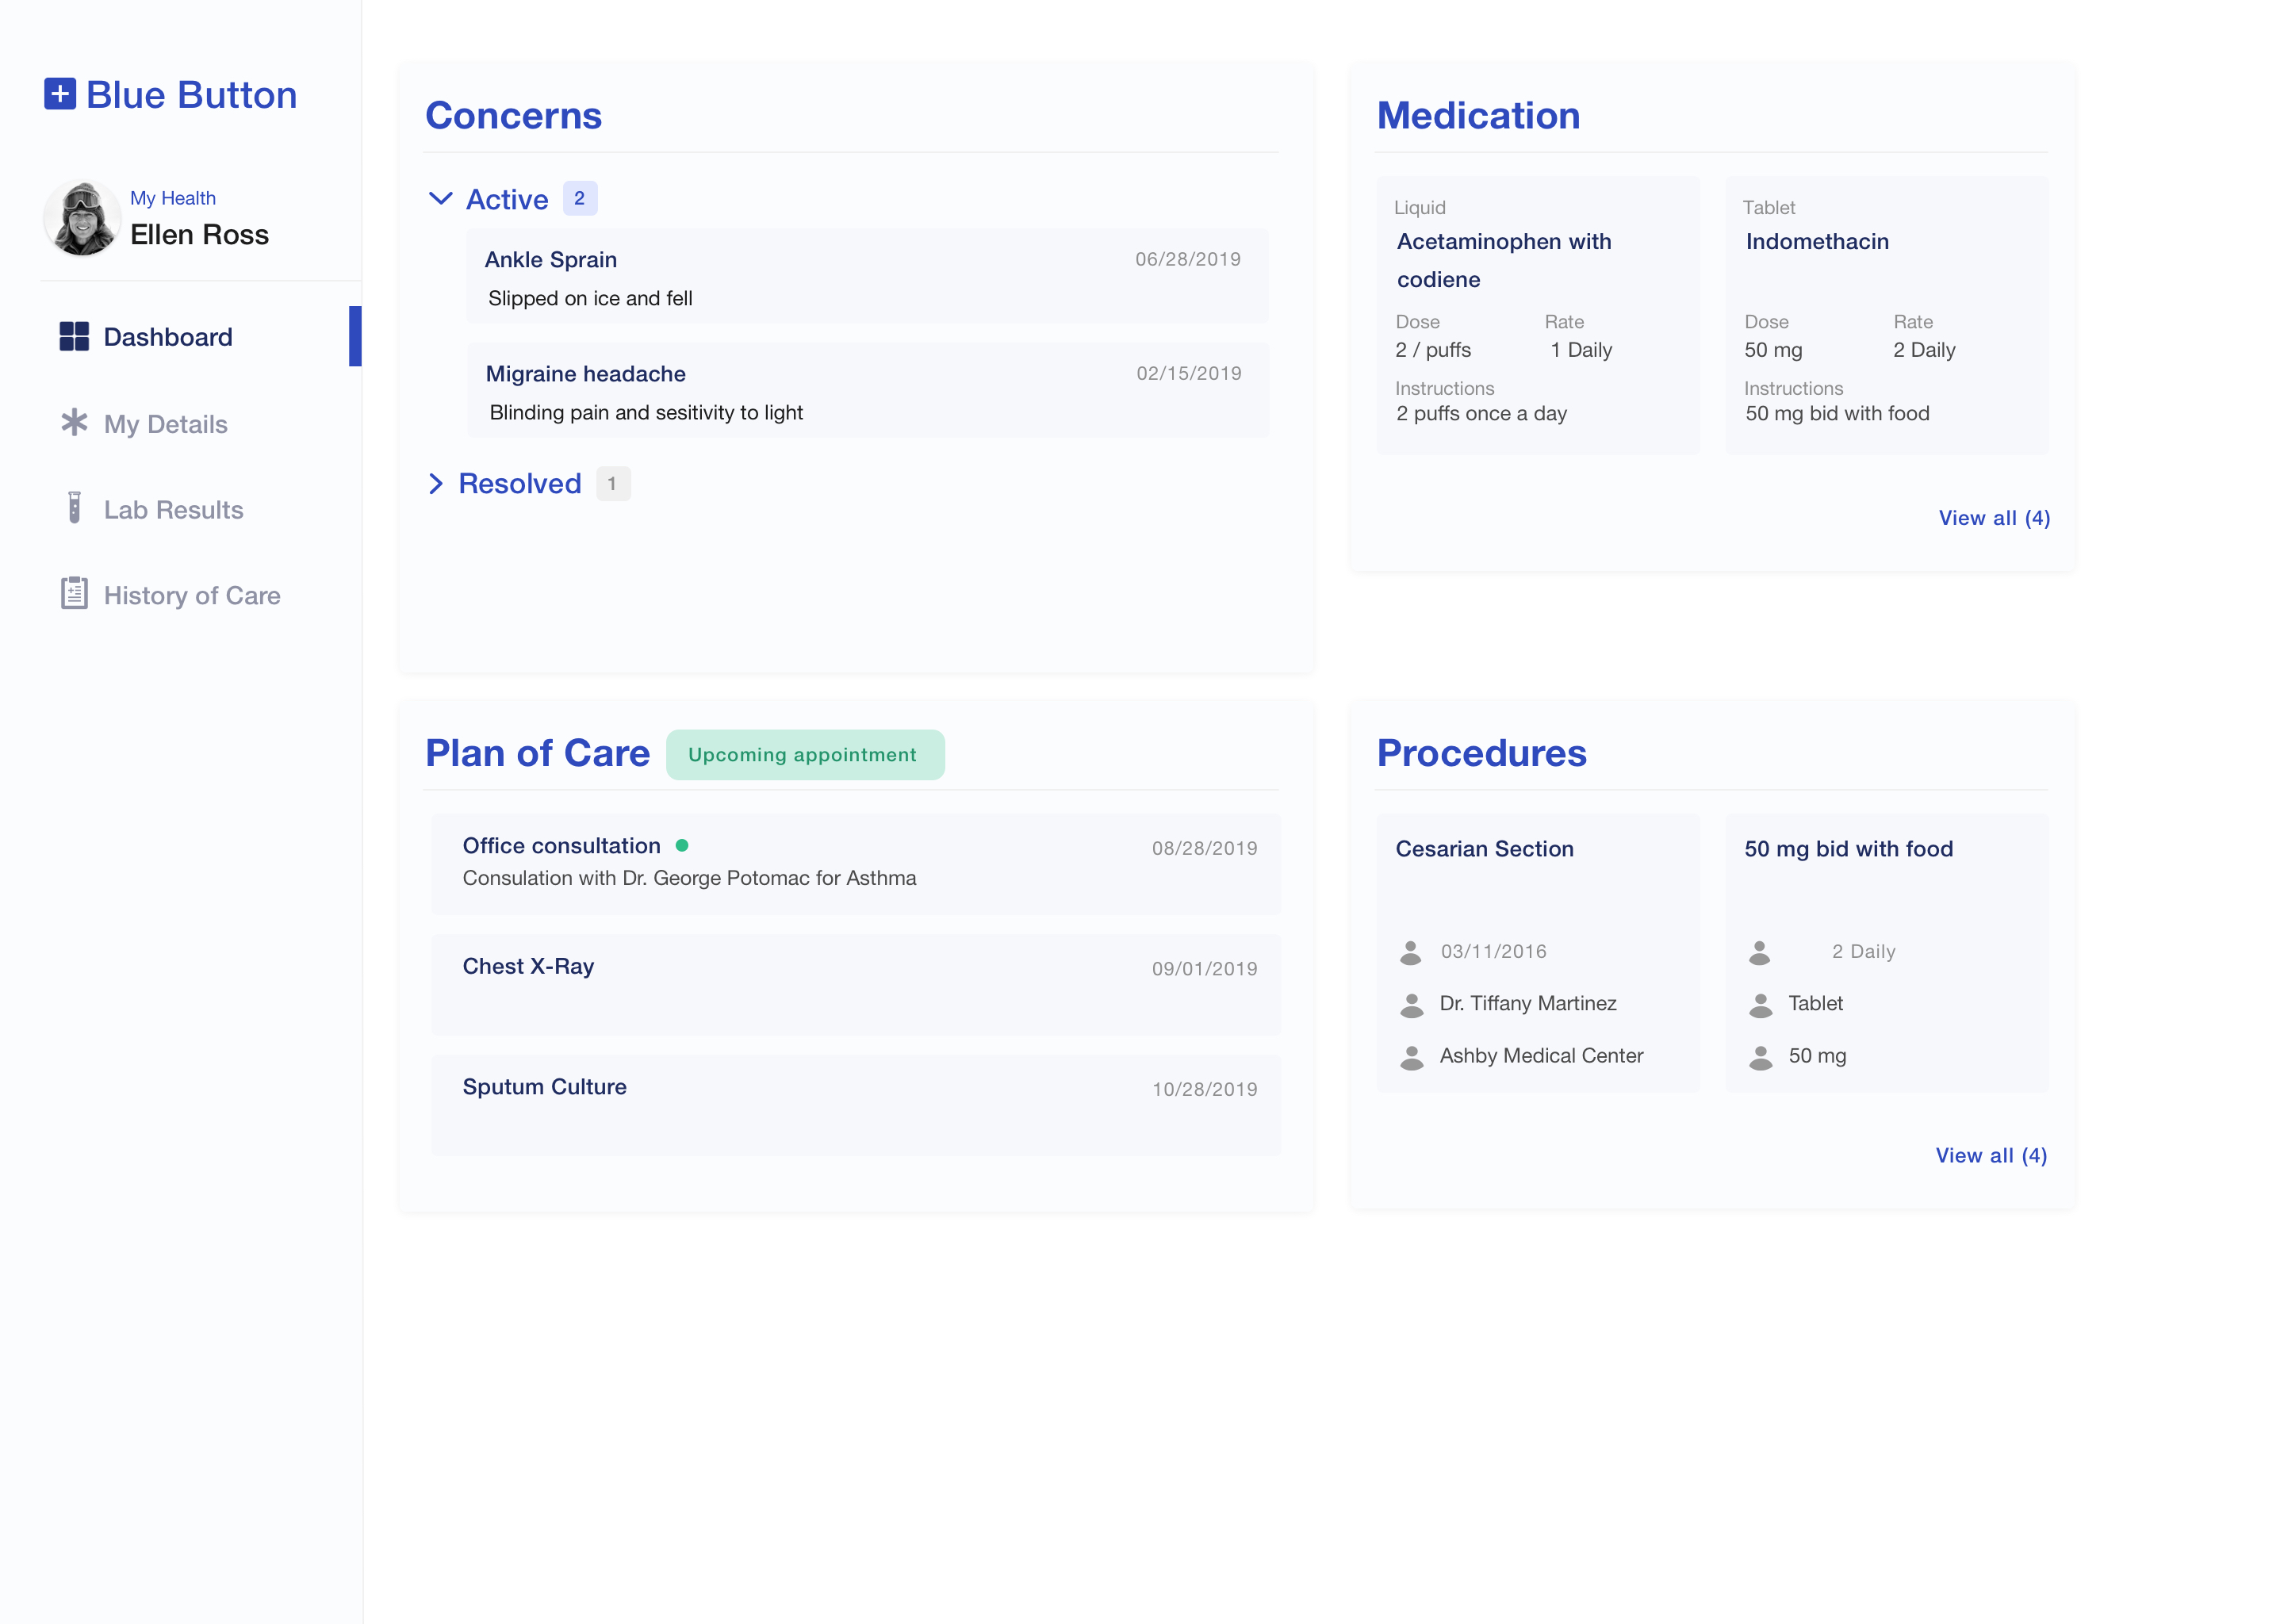 Blue Button
My Health
Ellen Ross
Dashboard
My Details
Lab Results
History of Care
Concerns
Active 2
Ankle Sprain 06/28/2019
Slipped on ice and fell
Migraine headache 02/15/2019
Blinding pain and sesitivity to light
Resolved 1
Medication
Liquid
Acetaminophen with
codiene
Dose Rate
2 / puffs 1 Daily
Instructions
2 puffs once a day
Tablet
Indomethacin
Dose Rate
50 mg 2 Daily
Instructions
50 mg bid with food
View all (4)
Plan of Care Upcoming appointment
Office consultation 08/28/2019
Consulation with Dr. George Potomac for Asthma
Chest X-Ray 09/01/2019
Sputum Culture 10/28/2019
Procedures
Cesarian Section
03/11/2016
Dr. Tiffany Martinez
Ashby Medical Center
50 mg bid with food
2 Daily
Tablet
50 mg
View all (4)